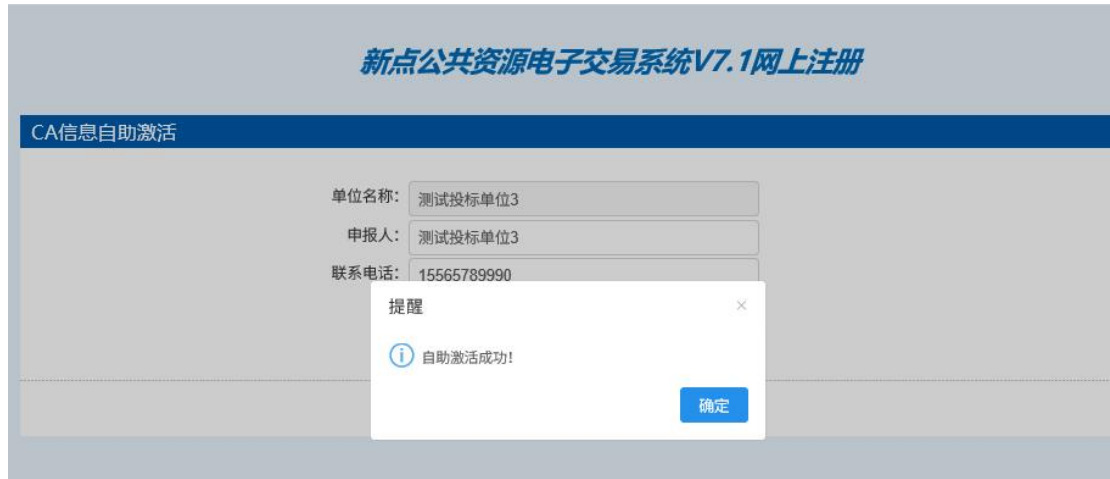 新点公共资源电子交易系统V7.1网上注册
CA信息自助激活
单位名称： 测试投标单位3
申报人： 测试投标单位3
联系电话： 15565789990
提醒 ×
自助激活成功!
确定